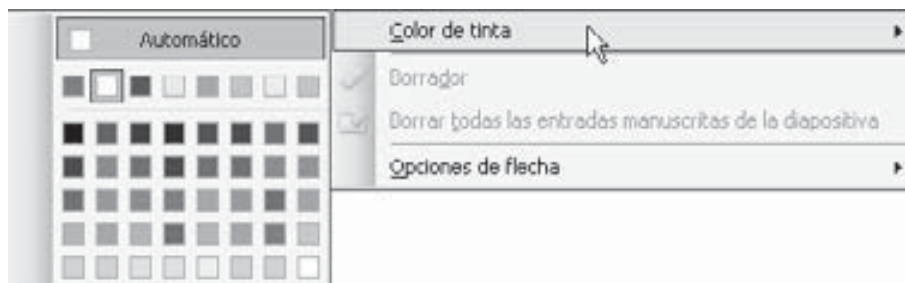 Automático
Color de tinta
Borrador
Borrar todas las entradas manuscritas de la diapositiva
Opciones de flecha